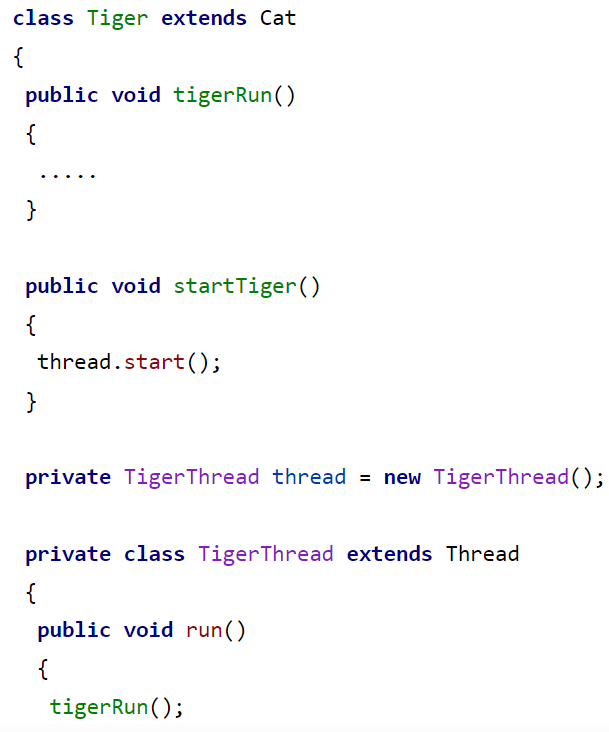 class Tiger extends Cat
{
public void tigerRun()
{
.....
}
public void startTiger()
{
thread.start();
}
private TigerThread thread = new TigerThread();
private class TigerThread extends Thread
{
public void run()
{
tigerRun();